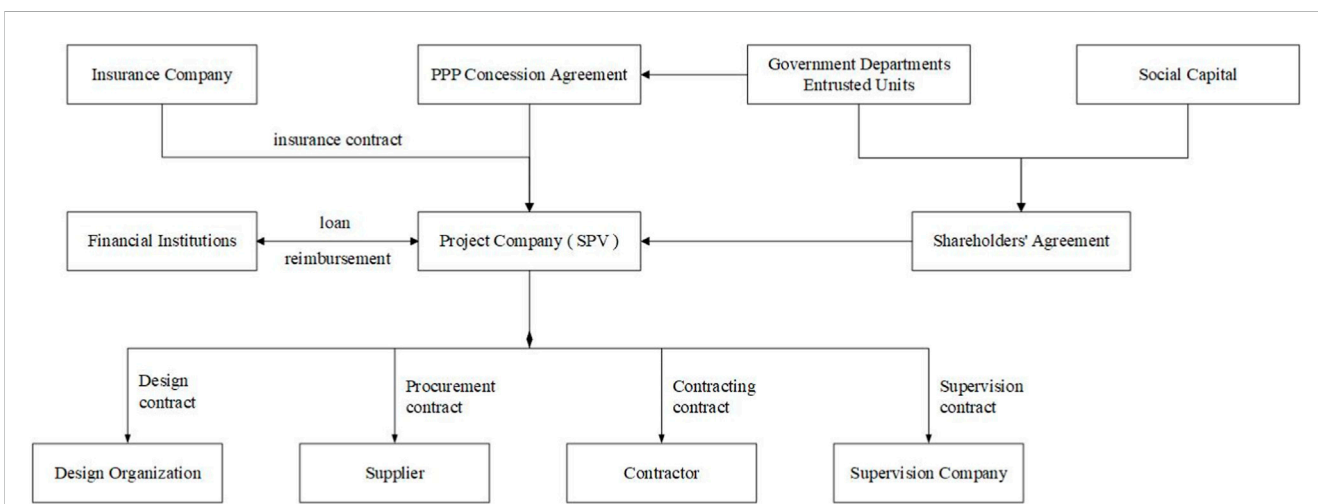 Insurance Company
PPP Concession Agreement
Government Departments
Entrusted Units
Social Capital
insurance contract
Financial Institutions
loan
reimbursement
Project Company ( SPV )
Shareholders' Agreement
Design
contract
Procurement
contract
Contracting
contract
Supervision
contract
Design Organization
Supplier
Contractor
Supervision Company